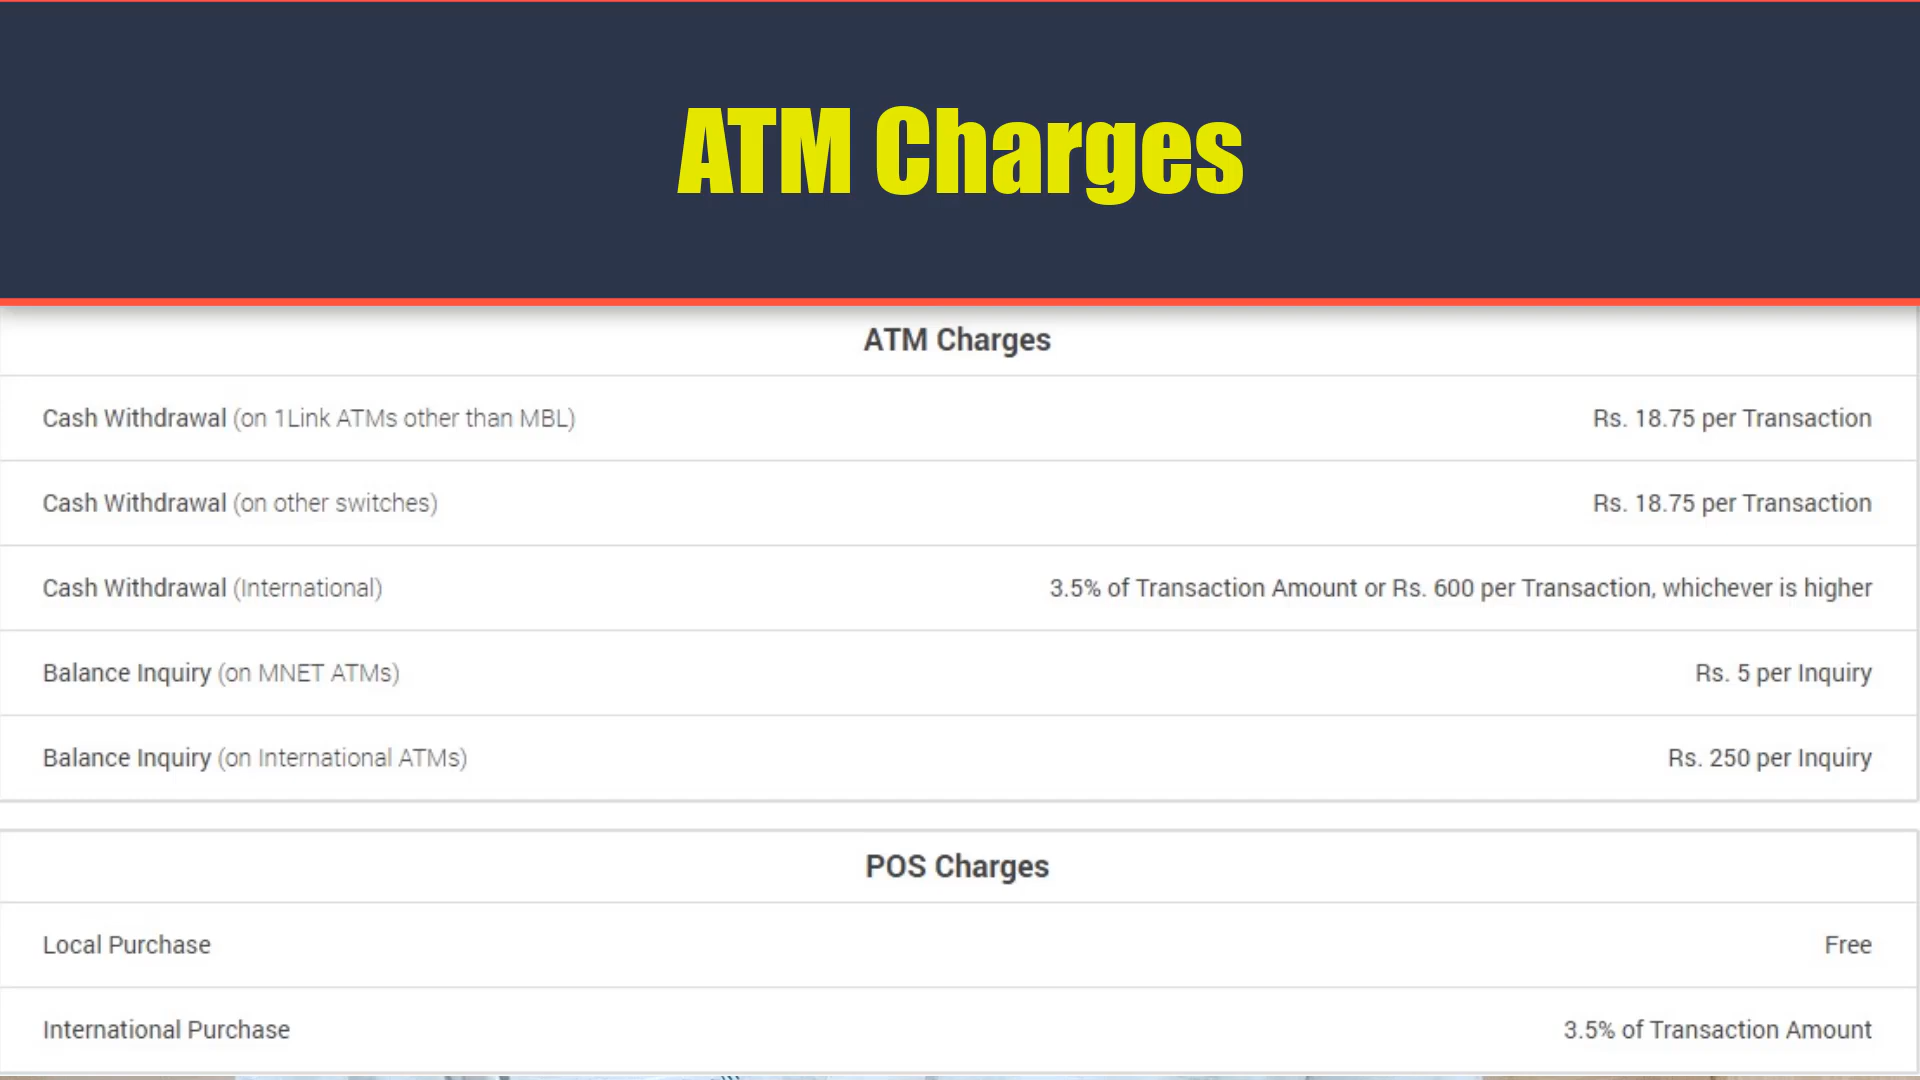 ATM Charges
ATM Charges
Cash Withdrawal (on 1Link ATMs other than MBL) Rs. 18.75 per Transaction
Cash Withdrawal (on other switches) Rs. 18.75 per Transaction
Cash Withdrawal (International) 3.5% of Transaction Amount or Rs. 600 per Transaction, whichever is higher
Balance Inquiry (on MNET ATMs) Rs. 5 per Inquiry
Balance Inquiry (on International ATMs) Rs. 250 per Inquiry
POS Charges
Local Purchase Free
International Purchase 3.5% of Transaction Amount